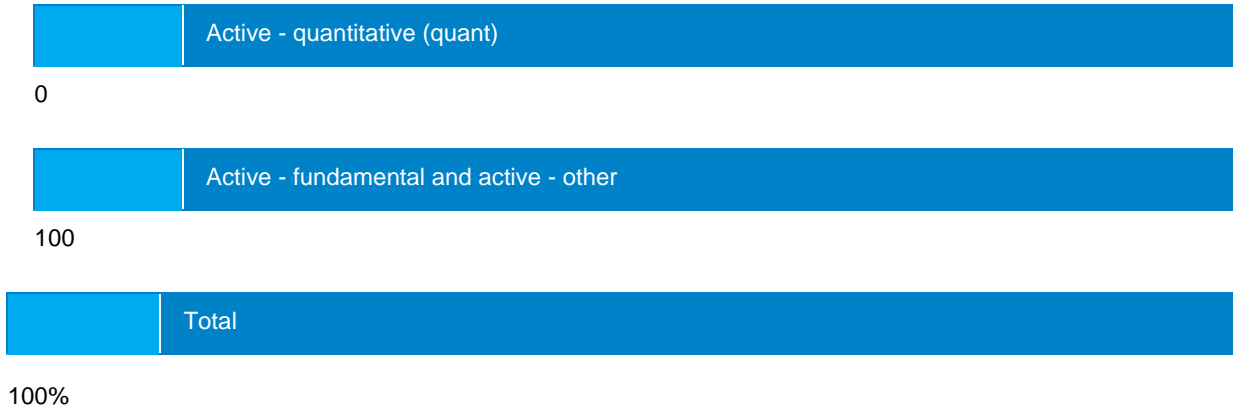 Active - quantitative (quant)
0
Active - fundamental and active - other
100
Total
100%